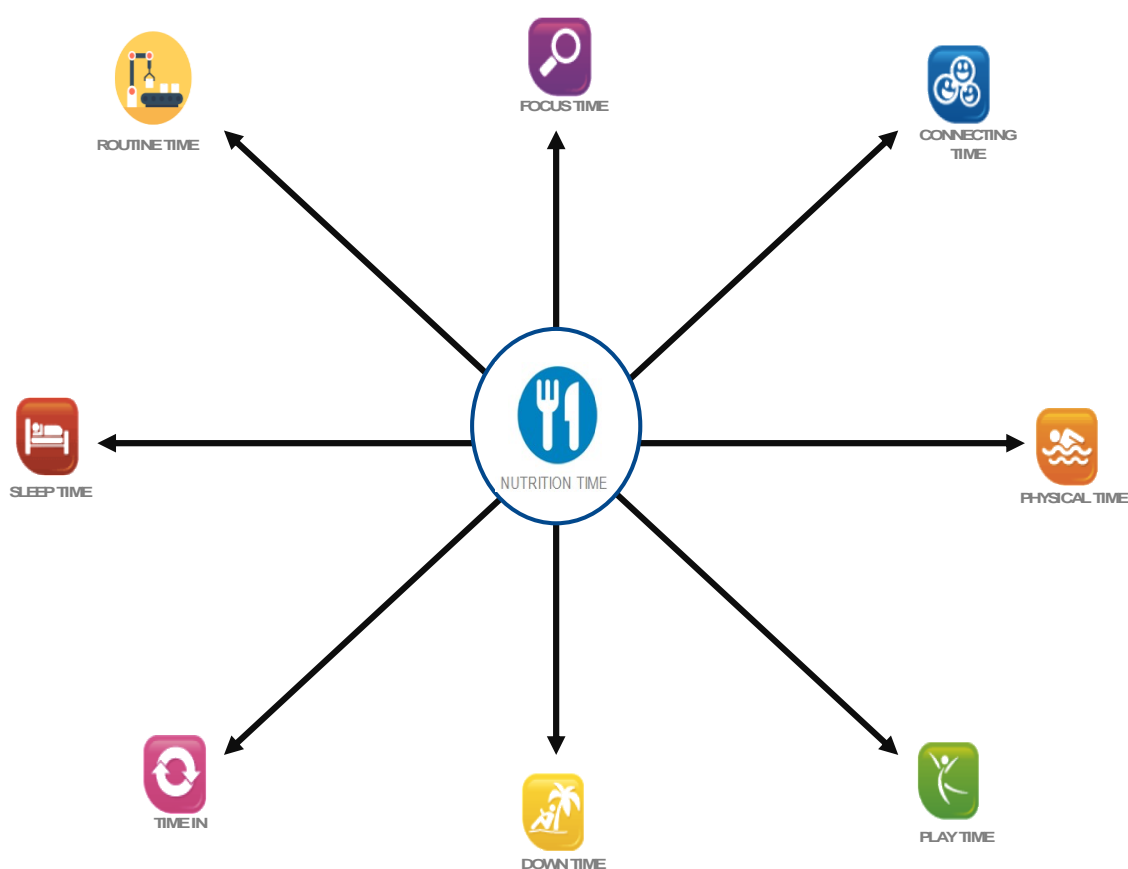 FOCUS TIME
ROUTINE TIME
CONNECTING
TIME
NUTRITION TIME
SLEEP TIME
PHYSICAL TIME
TIME IN
PLAY TIME
DOWN TIME